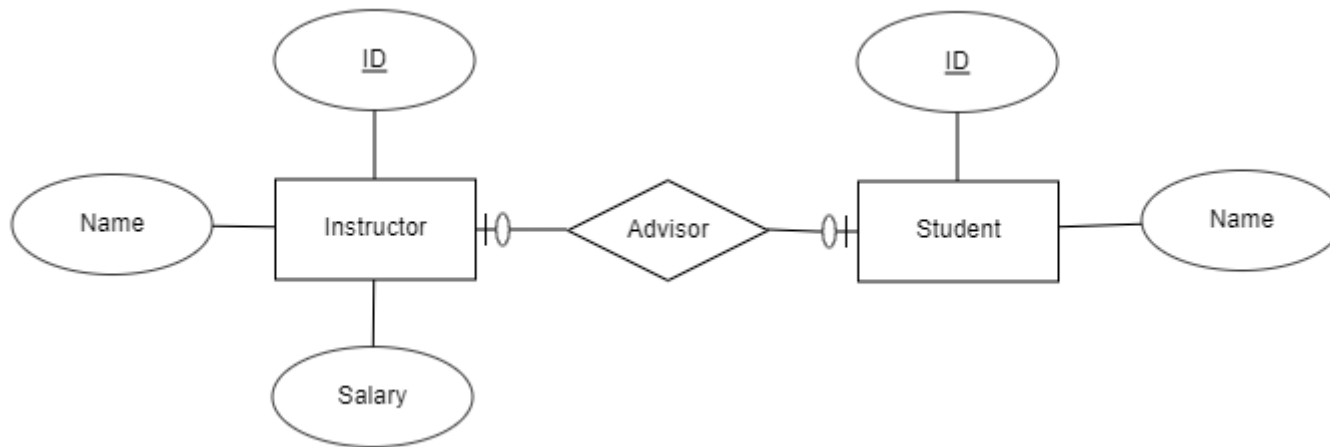 ID
ID
Name
Instructor
Advisor
Student
Name
Salary